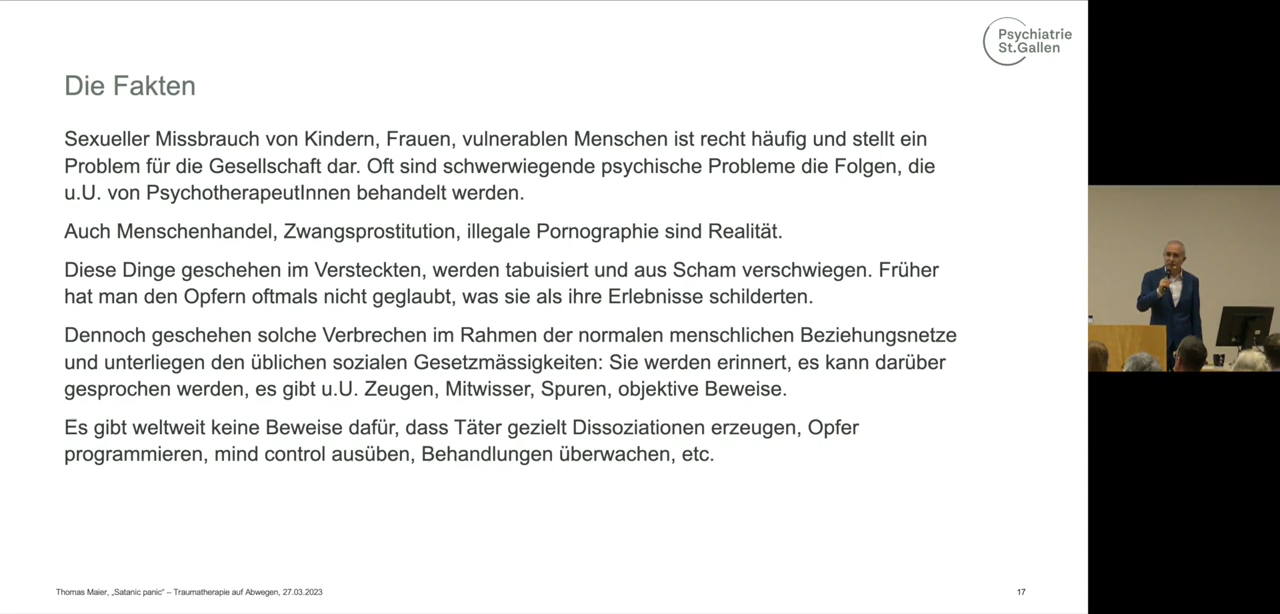 Psychiatrie
St.Gallen
Die Fakten
Sexueller Missbrauch von Kindern, Frauen, vulnerablen Menschen ist recht häufig und stellt ein
Problem für die Gesellschaft dar. Oft sind schwerwiegende psychische Probleme die Folgen, die
u.U. von PsychotherapeutInnen behandelt werden.
Auch Menschenhandel, Zwangsprostitution, illegale Pornographie sind Realität.
Diese Dinge geschehen im Versteckten, werden tabuisiert und aus Scham verschwiegen. Früher
hat man den Opfern oftmals nicht geglaubt, was sie als ihre Erlebnisse schilderten.
Dennoch geschehen solche Verbrechen im Rahmen der normalen menschlichen Beziehungsnetze
und unterliegen den üblichen sozialen Gesetzmässigkeiten: Sie werden erinnert, es kann darüber
gesprochen werden, es gibt u.U. Zeugen, Mitwisser, Spuren, objektive Beweise.
Es gibt weltweit keine Beweise dafür, dass Täter gezielt Dissoziationen erzeugen, Opfer
programmieren, mind control ausüben, Behandlungen überwachen, etc.
Thomas Maier, „Satanic panic“ – Traumatherapie auf Abwegen, 27.03.2023
17